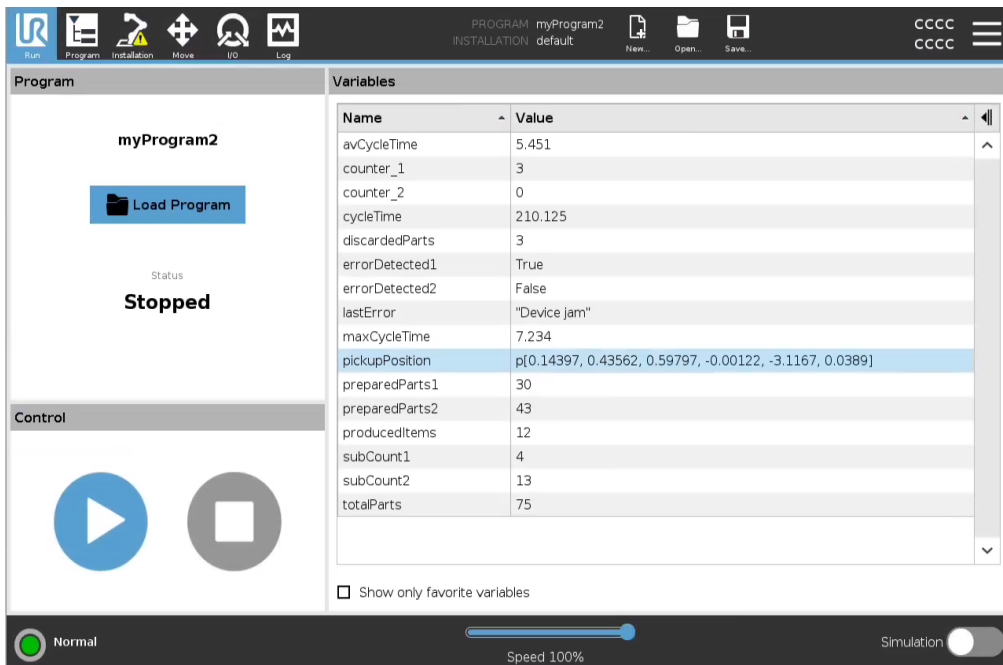 UR
PROGRAM myProgram2
INSTALLATION default
CCCC
CCCC
Run Program Installation Move I/O Log New... Open... Save...
Program
myProgram2
Load Program
Status
Stopped
Control
Variables
Name Value
avCycleTime 5.451
counter_1 3
counter_2 0
cycleTime 210.125
discardedParts 3
errorDetected1 True
errorDetected2 False
lastError "Device jam"
maxCycleTime 7.234
pickupPosition p[0.14397, 0.43562, 0.59797, -0.00122, -3.1167, 0.0389]
preparedParts1 30
preparedParts2 43
producedItems 12
subCount1 4
subCount2 13
totalParts 75
Show only favorite variables
Normal
Speed 100%
Simulation